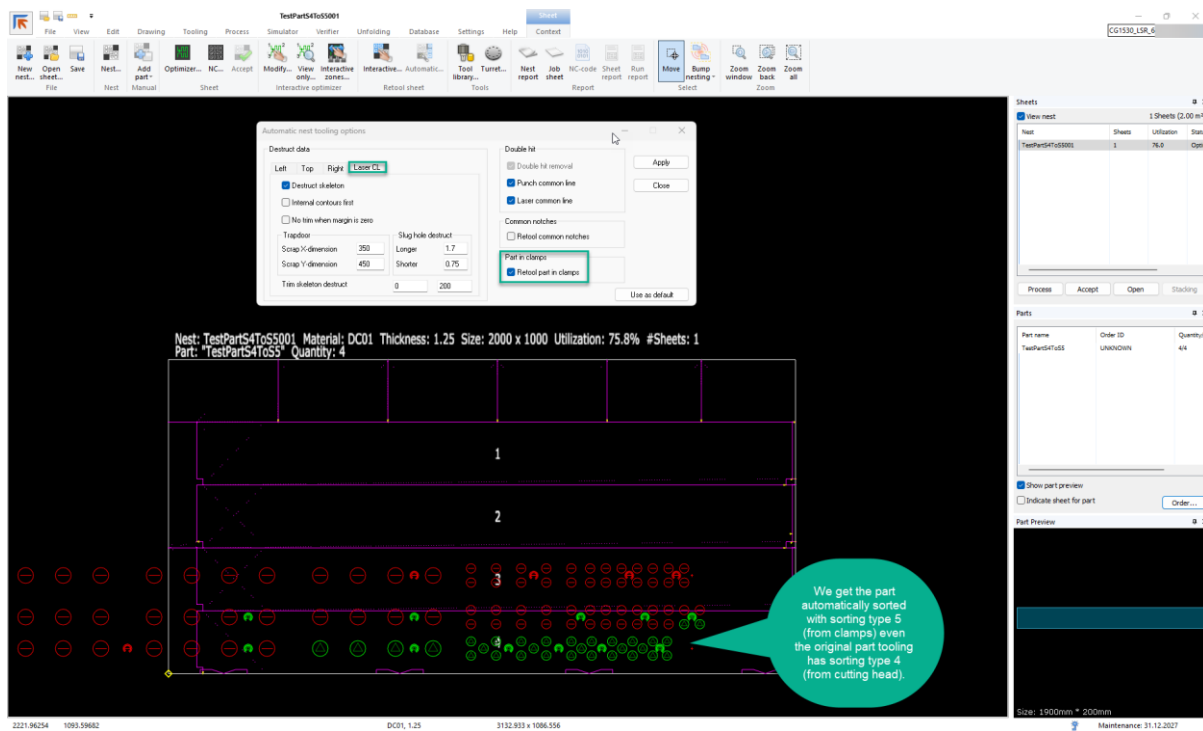 TestPartS4ToS5001
Sheet
File View Edit Drawing Tooling Process Simulator Verifier Unfolding Database Settings Help Context
CG1530_LSR_6
New nest...
Open sheet...
Save
Nest...
Add part
Optimizer...
NC...
Accept
Modify...
View only...
Interactive zones...
Interactive...
Automatic...
Tool library...
Turret...
Nest report
Job sheet
NC-code
Sheet report
Run report
Move
Bump nesting
Zoom window
Zoom back
Zoom all
File Nest Manual Sheet Interactive optimizer Retool sheet Tools Report Select Zoom
Automatic nest tooling options
Destruct data
Left Top Right Laser CL
Destruct skeleton
Internal contours first
No trim when margin is zero
Trapdoor
Scrap X-dimension 350
Scrap Y-dimension 450
Slug hole destruct
Longer 1.7
Shorter 0.75
Trim skeleton destruct 0 200
Double hit
Double hit removal
Punch common line
Laser common line
Common notches
Retool common notches
Part in clamps
Retool part in clamps
Apply
Close
Use as default
Nest: TestPartS4ToS5001 Material: DC01 Thickness: 1.25 Size: 2000 x 1000 Utilization: 75.8% #Sheets: 1
Part: "TestPartS4ToS5" Quantity: 4
1
2
3
4
We get the part
automatically sorted
with sorting type 5
(from clamps) even
the original part tooling
has sorting type 4
(from cutting head).
Sheets
View nest 1 Sheets (2.00 m²
Nest Sheets Utilization Stat
TestPartS4ToS5001 1 76.0 Opti
Process Accept Open Stacking
Parts
Part name Order ID Quantity/
TestPartS4ToS5 UNKNOWN 4/4
Show part preview
Indicate sheet for part
Order...
Part Preview
Size: 1900mm * 200mm
2221.96254 1093.59682 DC01, 1.25 3132.933 x 1086.556 Maintenance: 31.12.2027